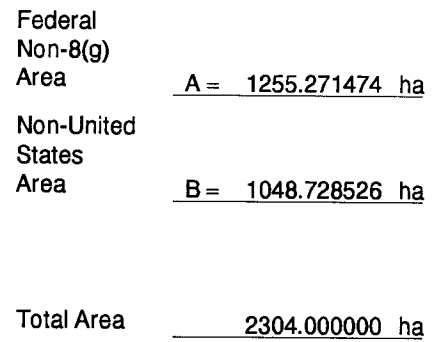 Federal
Non-8(g)
Area A = 1255.271474 ha
Non-United
States
Area B = 1048.728526 ha
Total Area 2304.000000 ha